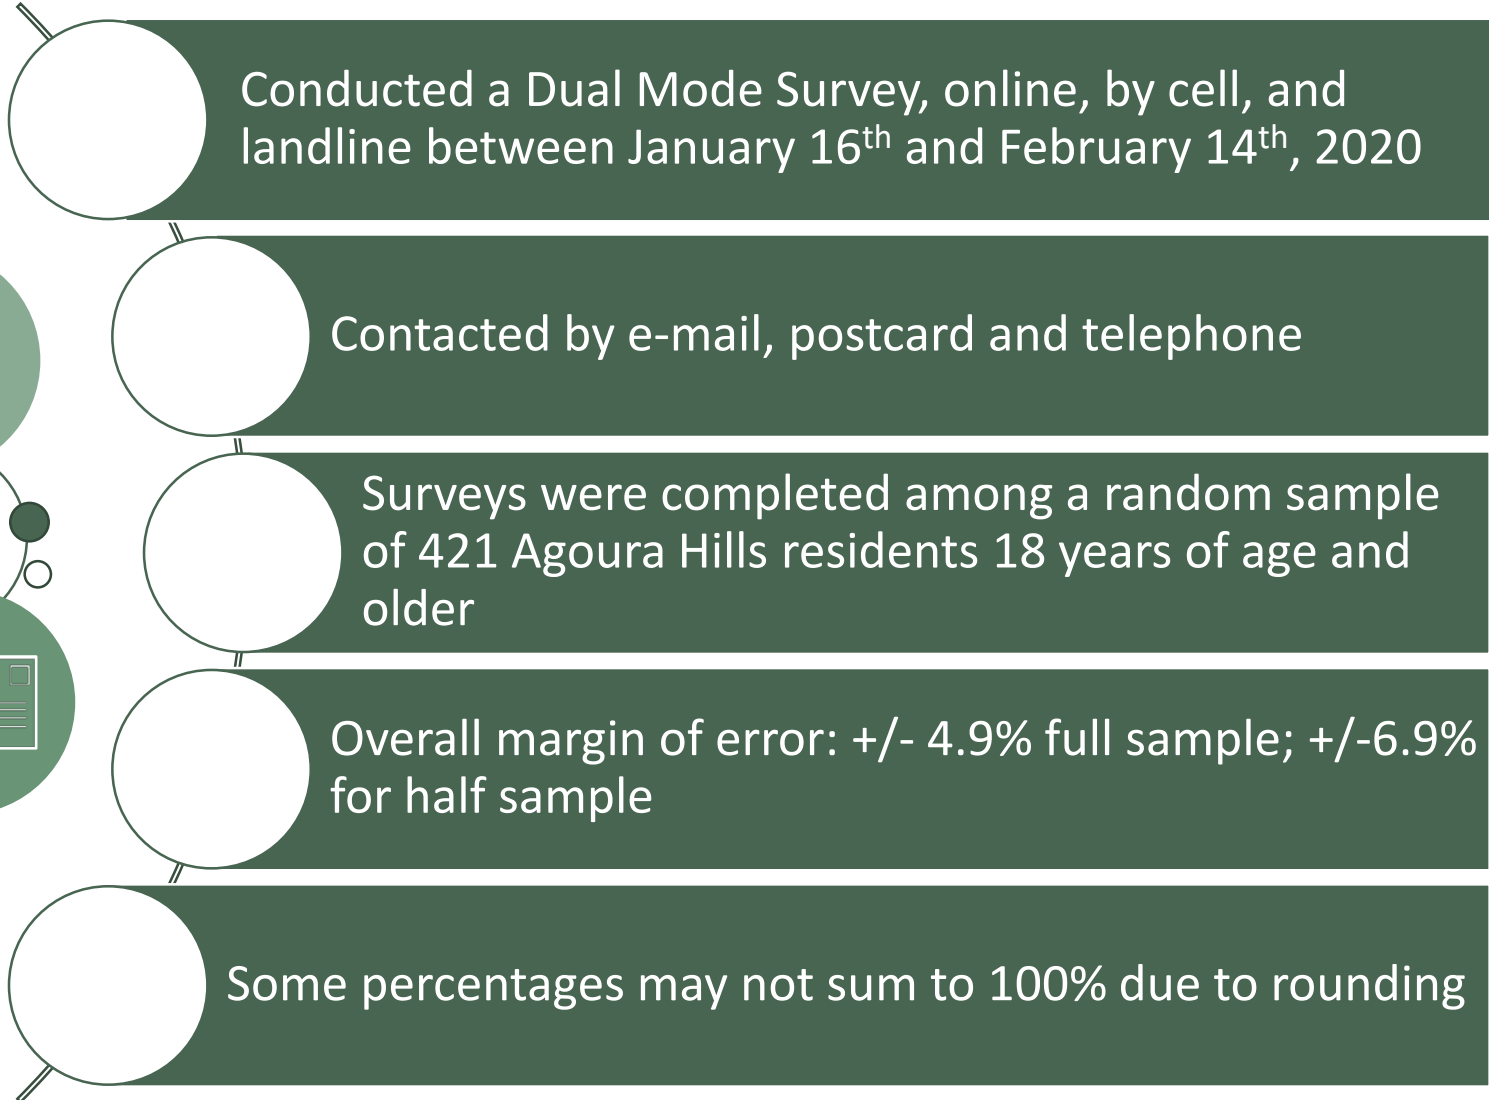 Conducted a Dual Mode Survey, online, by cell, and
landline between January 16th and February 14th, 2020
Contacted by e-mail, postcard and telephone
Surveys were completed among a random sample
of 421 Agoura Hills residents 18 years of age and
older
Overall margin of error: +/- 4.9% full sample; +/-6.9%
for half sample
Some percentages may not sum to 100% due to rounding